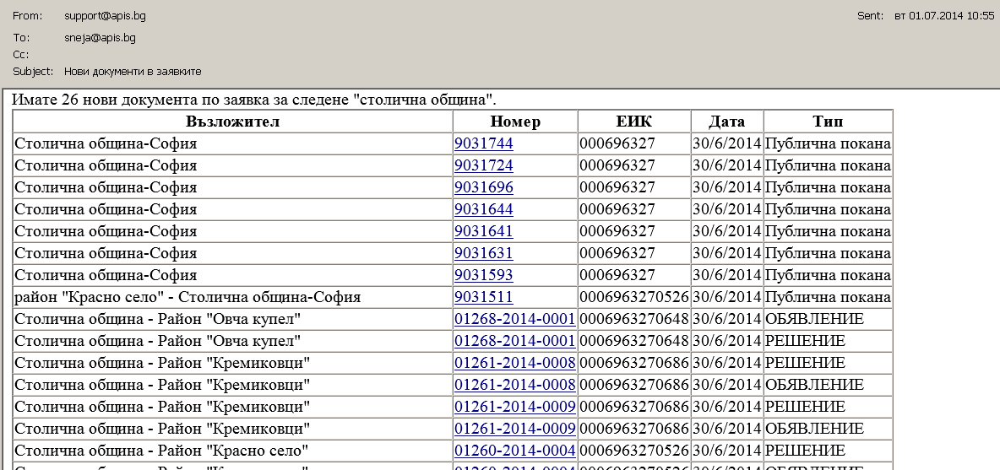 From: support@apis.bg Sent: вт 01.07.2014 10:55
To: sneja@apis.bg
Cc:
Subject: Нови документи в заявките
Имате 26 нови документа по заявка за следене "столична община".
Възложител Номер ЕИК Дата Тип
Столична община-София 9031744 000696327 30/6/2014 Публична покана
Столична община-София 9031724 000696327 30/6/2014 Публична покана
Столична община-София 9031696 000696327 30/6/2014 Публична покана
Столична община-София 9031644 000696327 30/6/2014 Публична покана
Столична община-София 9031641 000696327 30/6/2014 Публична покана
Столична община-София 9031631 000696327 30/6/2014 Публична покана
Столична община-София 9031593 000696327 30/6/2014 Публична покана
район "Красно село" - Столична община-София 9031511 0006963270526 30/6/2014 Публична покана
Столична община - Район "Овча купел" 01268-2014-0001 0006963270648 30/6/2014 ОБЯВЛЕНИЕ
Столична община - Район "Овча купел" 01268-2014-0001 0006963270648 30/6/2014 РЕШЕНИЕ
Столична община - Район "Кремиковци" 01261-2014-0008 0006963270686 30/6/2014 РЕШЕНИЕ
Столична община - Район "Кремиковци" 01261-2014-0008 0006963270686 30/6/2014 ОБЯВЛЕНИЕ
Столична община - Район "Кремиковци" 01261-2014-0009 0006963270686 30/6/2014 РЕШЕНИЕ
Столична община - Район "Кремиковци" 01261-2014-0009 0006963270686 30/6/2014 ОБЯВЛЕНИЕ
Столична община - Район "Красно село" 01260-2014-0004 0006963270526 30/6/2014 РЕШЕНИЕ